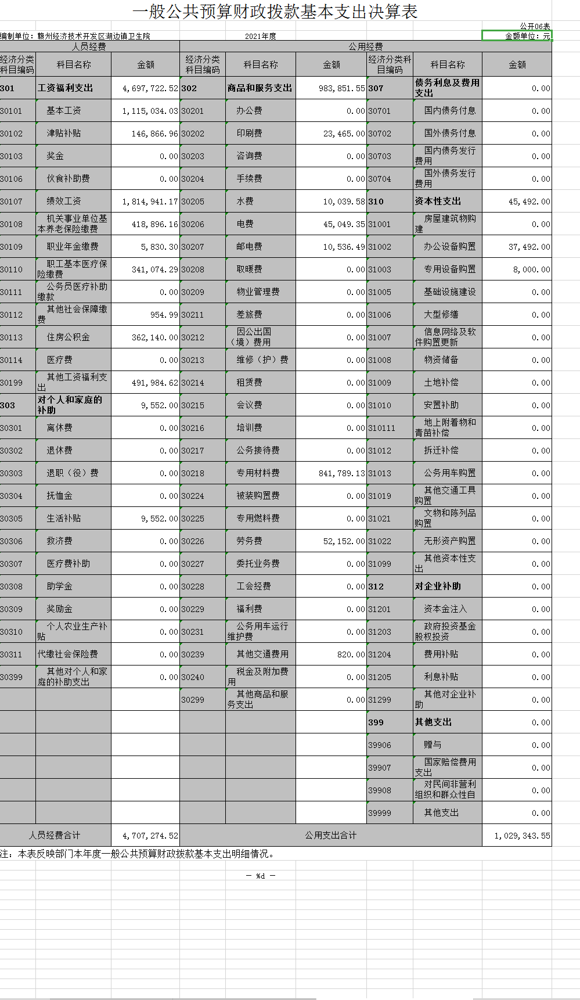 一般公共预算财政拨款基本支出决算表
公开06表
编制单位：赣州经济技术开发区湖边镇卫生院 2021年度 金额单位：元
人员经费 公用经费
经济分类科目编码 科目名称 金额 经济分类科目编码 科目名称 金额 经济分类科目编码 科目名称 金额
301 工资福利支出 4,697,722.52 302 商品和服务支出 983,851.55 307 债务利息及费用支出 0.00
30101 基本工资 1,115,034.03 30201 办公费 0.00 30701 国内债务付息 0.00
30102 津贴补贴 146,866.96 30202 印刷费 23,465.00 30702 国外债务付息 0.00
30103 奖金 0.00 30203 咨询费 0.00 30703 国内债务发行费用 0.00
30106 伙食补助费 0.00 30204 手续费 0.00 30704 国外债务发行费用 0.00
30107 绩效工资 1,814,941.17 30205 水费 10,039.58 310 资本性支出 45,492.00
30108 机关事业单位基本养老保险缴费 418,896.16 30206 电费 45,049.35 31001 房屋建筑物购建 0.00
30109 职业年金缴费 5,830.30 30207 邮电费 10,536.49 31002 办公设备购置 37,492.00
30110 职工基本医疗保险缴费 341,074.29 30208 取暖费 0.00 31003 专用设备购置 8,000.00
30111 公务员医疗补助缴款 0.00 30209 物业管理费 0.00 31005 基础设施建设 0.00
30112 其他社会保障缴费 954.99 30211 差旅费 0.00 31006 大型修缮 0.00
30113 住房公积金 362,140.00 30212 因公出国（境）费用 0.00 31007 信息网络及软件购置更新 0.00
30114 医疗费 0.00 30213 维修（护）费 0.00 31008 物资储备 0.00
30199 其他工资福利支出 491,984.62 30214 租赁费 0.00 31009 土地补偿 0.00
303 对个人和家庭的补助 9,552.00 30215 会议费 0.00 31010 安置补助 0.00
30301 离休费 0.00 30216 培训费 0.00 310111 地上附着物和青苗补偿 0.00
30302 退休费 0.00 30217 公务接待费 0.00 31012 拆迁补偿 0.00
30303 退职（役）费 0.00 30218 专用材料费 841,789.13 31013 公务用车购置 0.00
30304 抚恤金 0.00 30224 被装购置费 0.00 31019 其他交通工具购置 0.00
30305 生活补贴 9,552.00 30225 专用燃料费 0.00 31021 文物和陈列品购置 0.00
30306 救济费 0.00 30226 劳务费 52,152.00 31022 无形资产购置 0.00
30307 医疗费补助 0.00 30227 委托业务费 0.00 31099 其他资本性支出 0.00
30308 助学金 0.00 30228 工会经费 0.00 312 对企业补助 0.00
30309 奖励金 0.00 30229 福利费 0.00 31201 资本金注入 0.00
30310 个人农业生产补贴 0.00 30231 公务用车运行维护费 0.00 31203 政府投资基金股权投资 0.00
30311 代缴社会保险费 0.00 30239 其他交通费用 820.00 31204 费用补贴 0.00
30399 其他对个人和家庭的补助支出 0.00 30240 税金及附加费用 0.00 31205 利息补贴 0.00
30299 其他商品和服务支出 0.00 31299 其他对企业补助 0.00
399 其他支出 0.00
39906 赠与 0.00
39907 国家赔偿费用支出 0.00
39908 对民间非营利组织和群众性自 0.00
39999 其他支出 0.00
人员经费合计 4,707,274.52 公用支出合计 1,029,343.55
注：本表反映部门本年度一般公共预算财政拨款基本支出明细情况。
— %d —